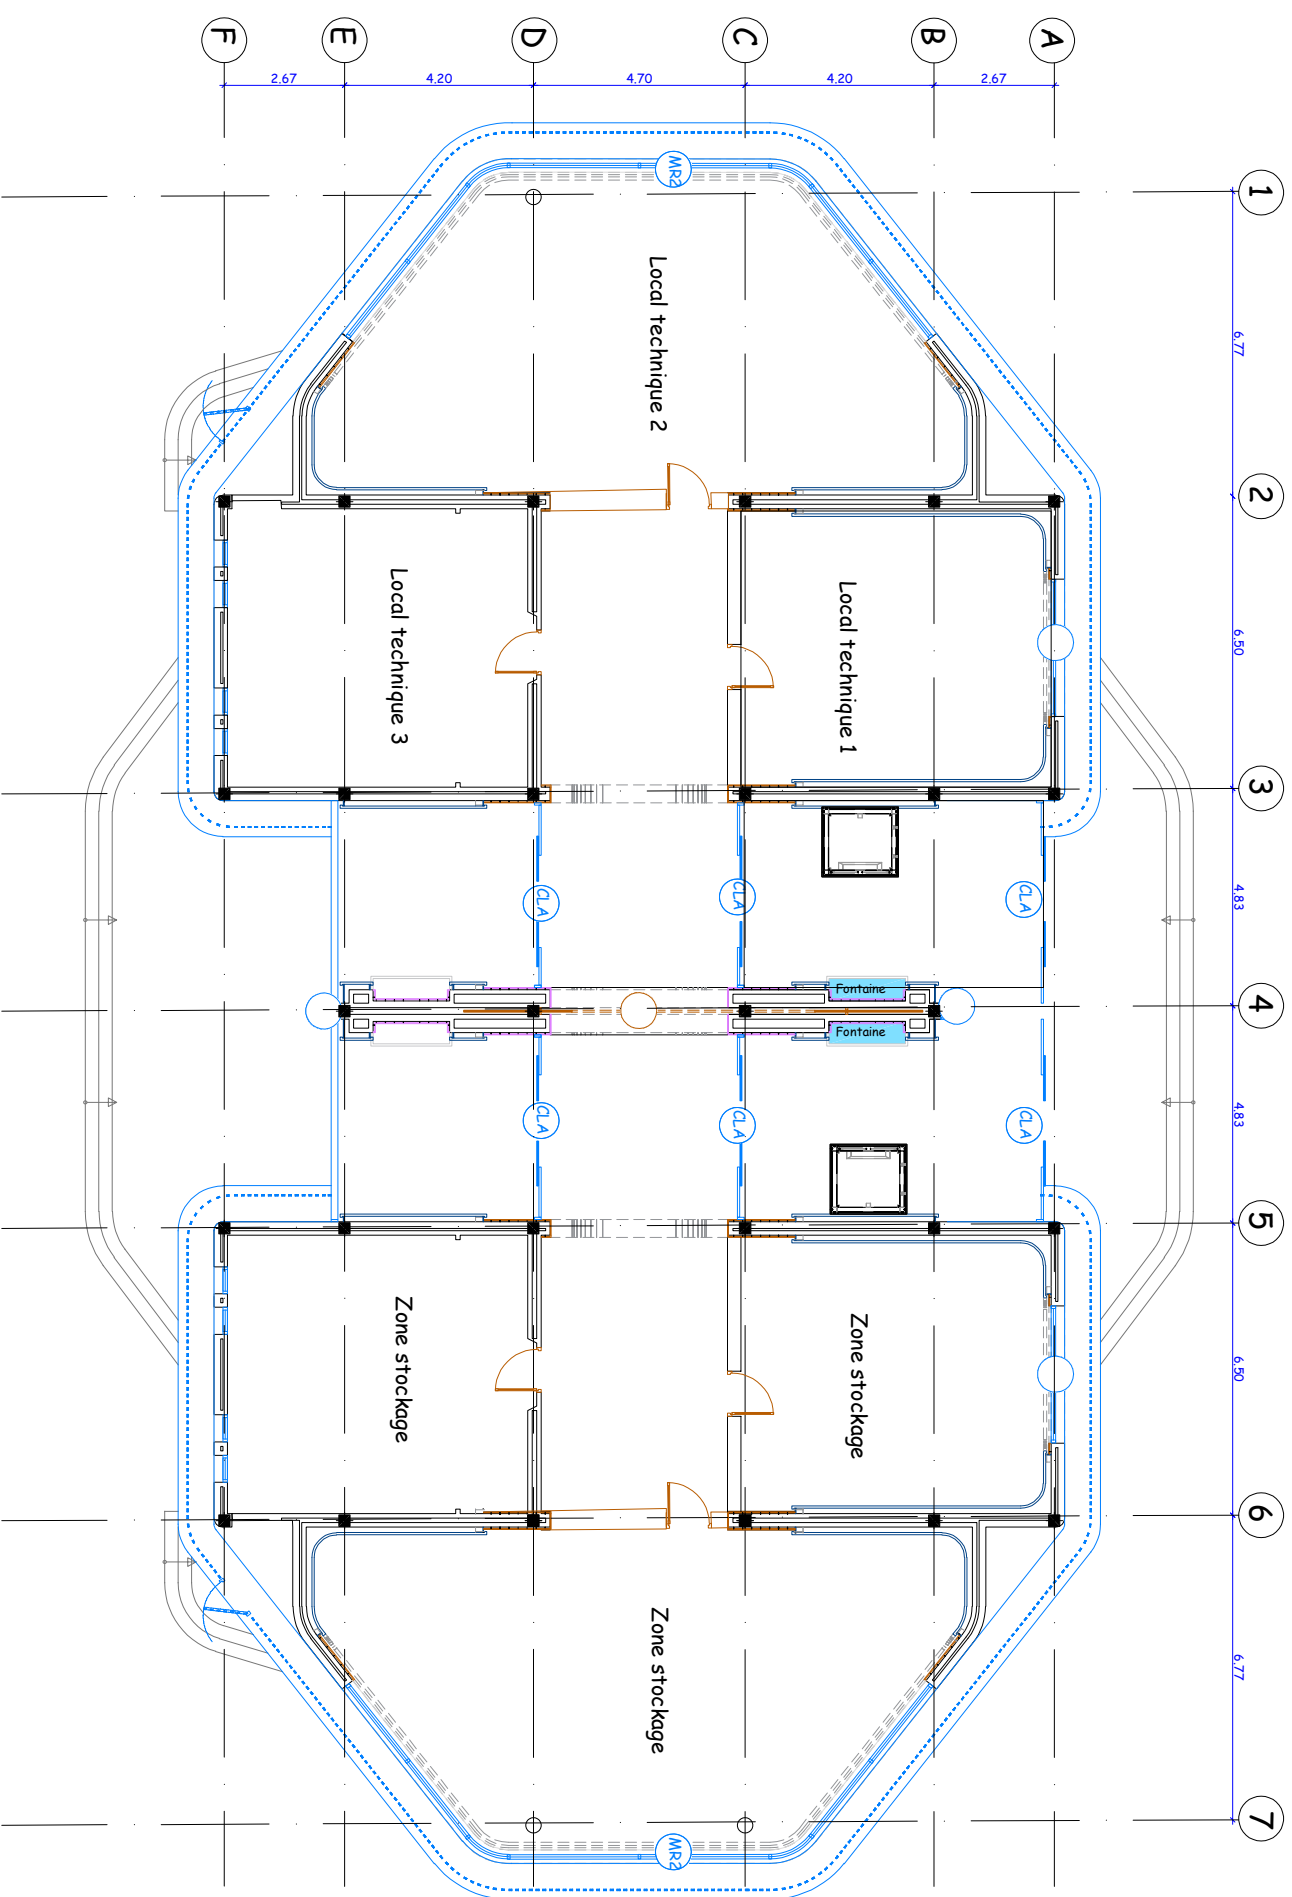 F
E
D
C
B
A
2.67
4.20
4.70
4.20
2.67
MR2
1
6.77
Local technique 2
2
Local technique 3
Local technique 1
6.50
3
CLA
CLA
CLA
4.83
Fontaine
4
Fontaine
CLA
CLA
CLA
4.83
5
Zone stockage
Zone stockage
6.50
6
Zone stockage
6.77
7
MR2